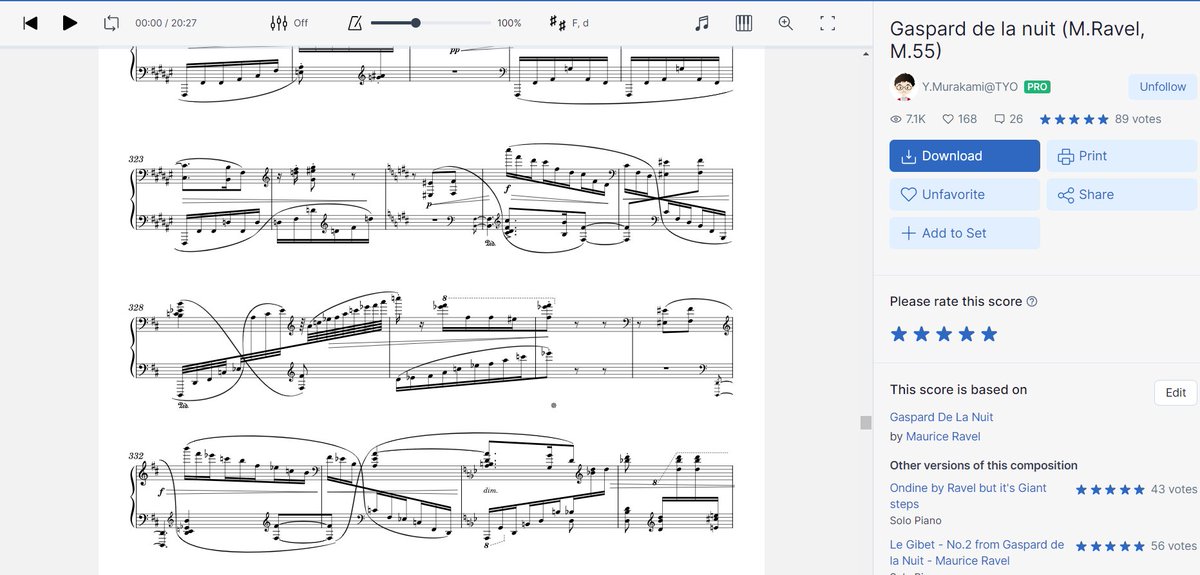 00:00 / 20:27
Off
100%
F, d
pp
323
p
f
328
8
332
f
dim.
8
8
Gaspard de la nuit (M.Ravel,
M.55)
Y.Murakami@TYO PRO
Unfollow
7.1K 168 26 89 votes
Download
Print
Unfavorite
Share
Add to Set
Please rate this score
This score is based on
Edit
Gaspard De La Nuit
by Maurice Ravel
Other versions of this composition
Ondine by Ravel but it's Giant
steps
43 votes
Solo Piano
Le Gibet - No.2 from Gaspard de
la Nuit - Maurice Ravel
56 votes